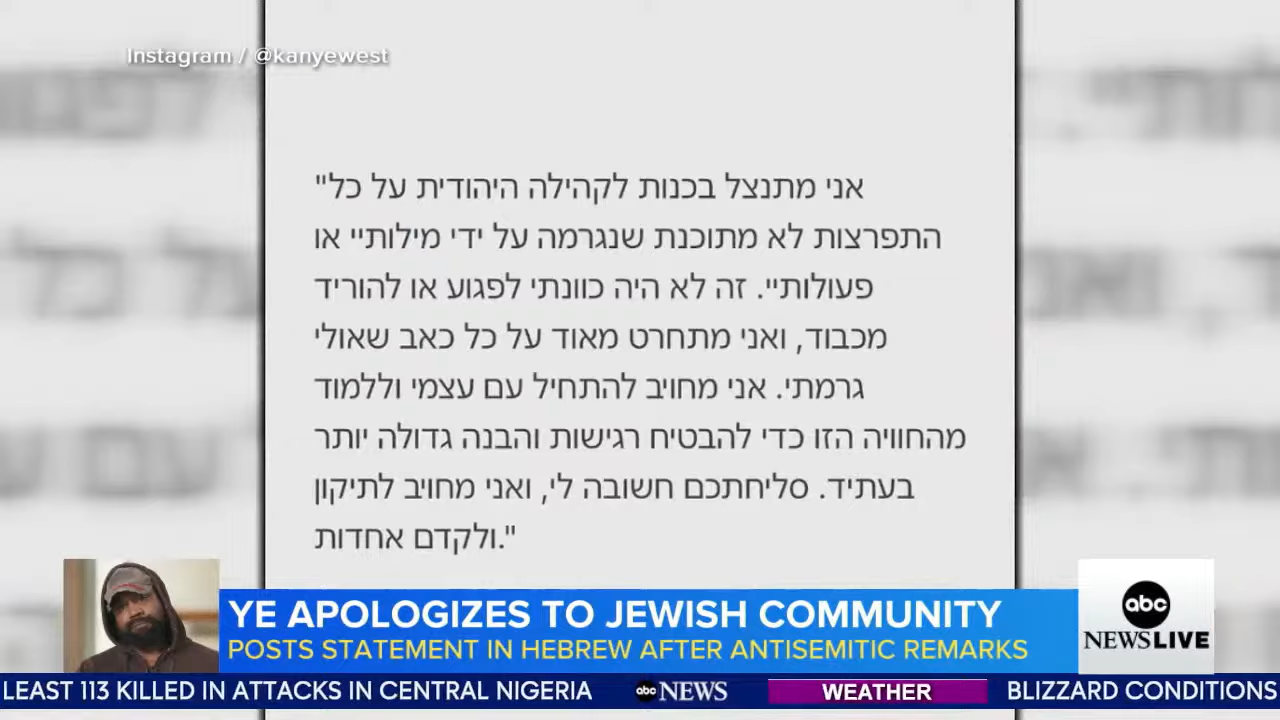 Instagram / @kanyewest
"אני מתנצל בכנות לקהילה היהודית על כל
התפרצות לא מתוכננת שנגרמה על ידי מילותיי או
פעולותיי. זה לא היה כוונתי לפגוע או להוריד
מכבוד, ואני מתחרט מאוד על כל כאב שאולי
גרמתי. אני מחויב להתחיל עם עצמי וללמוד
מהחוויה הזו כדי להבטיח רגישות והבנה גדולה יותר
בעתיד. סליחתכם חשובה לי, ואני מחויב לתיקון
ולקדם אחדות."
YE APOLOGIZES TO JEWISH COMMUNITY
POSTS STATEMENT IN HEBREW AFTER ANTISEMITIC REMARKS
abc
NEWSLIVE
LEAST 113 KILLED IN ATTACKS IN CENTRAL NIGERIA abc NEWS WEATHER BLIZZARD CONDITIONS